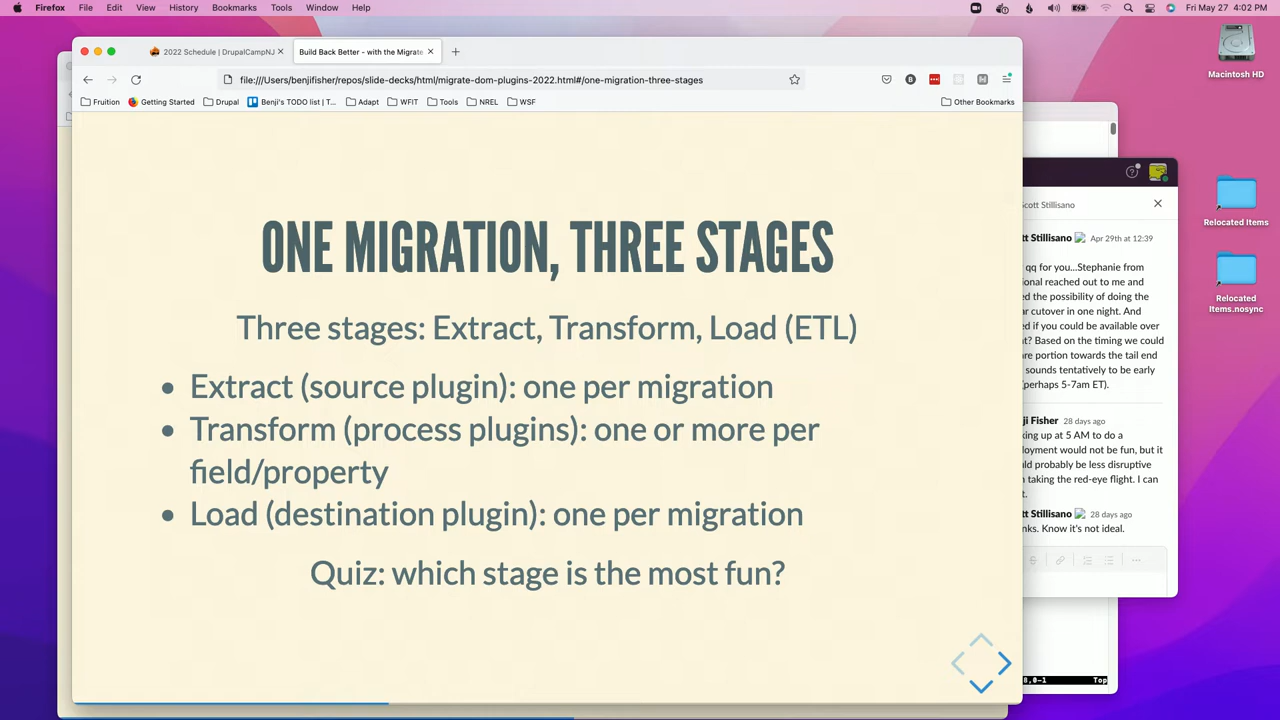 Firefox File Edit View History Bookmarks Tools Window Help
Fri May 27 4:02 PM
2022 Schedule | DrupalCampNJ
Build Back Better - with the Migrate
file:///Users/benjifisher/repos/slide-decks/html/migrate-dom-plugins-2022.html#/one-migration-three-stages
Fruition Getting Started Drupal Benji's TODO list | T... Adapt WFIT Tools NREL WSF Other Bookmarks
ONE MIGRATION, THREE STAGES
Three stages: Extract, Transform, Load (ETL)
• Extract (source plugin): one per migration
• Transform (process plugins): one or more per
field/property
• Load (destination plugin): one per migration
Quiz: which stage is the most fun?
Stillisano
Stillisano Apr 29th at 12:39
qq for you...Stephanie from
reached out to me and
the possibility of doing the
cutover in one night. And
if you could be available over
Based on the timing we could
portion towards the tail end
sounds tentatively to be early
(perhaps 5-7am ET).
Fisher 28 days ago
up at 5 AM to do a
would not be fun, but it
probably be less disruptive
taking the red-eye flight. I can
Stillisano 28 days ago
Know it's not ideal.
8,0-1 Top
Macintosh HD
Relocated Items
Relocated
Items.nosync